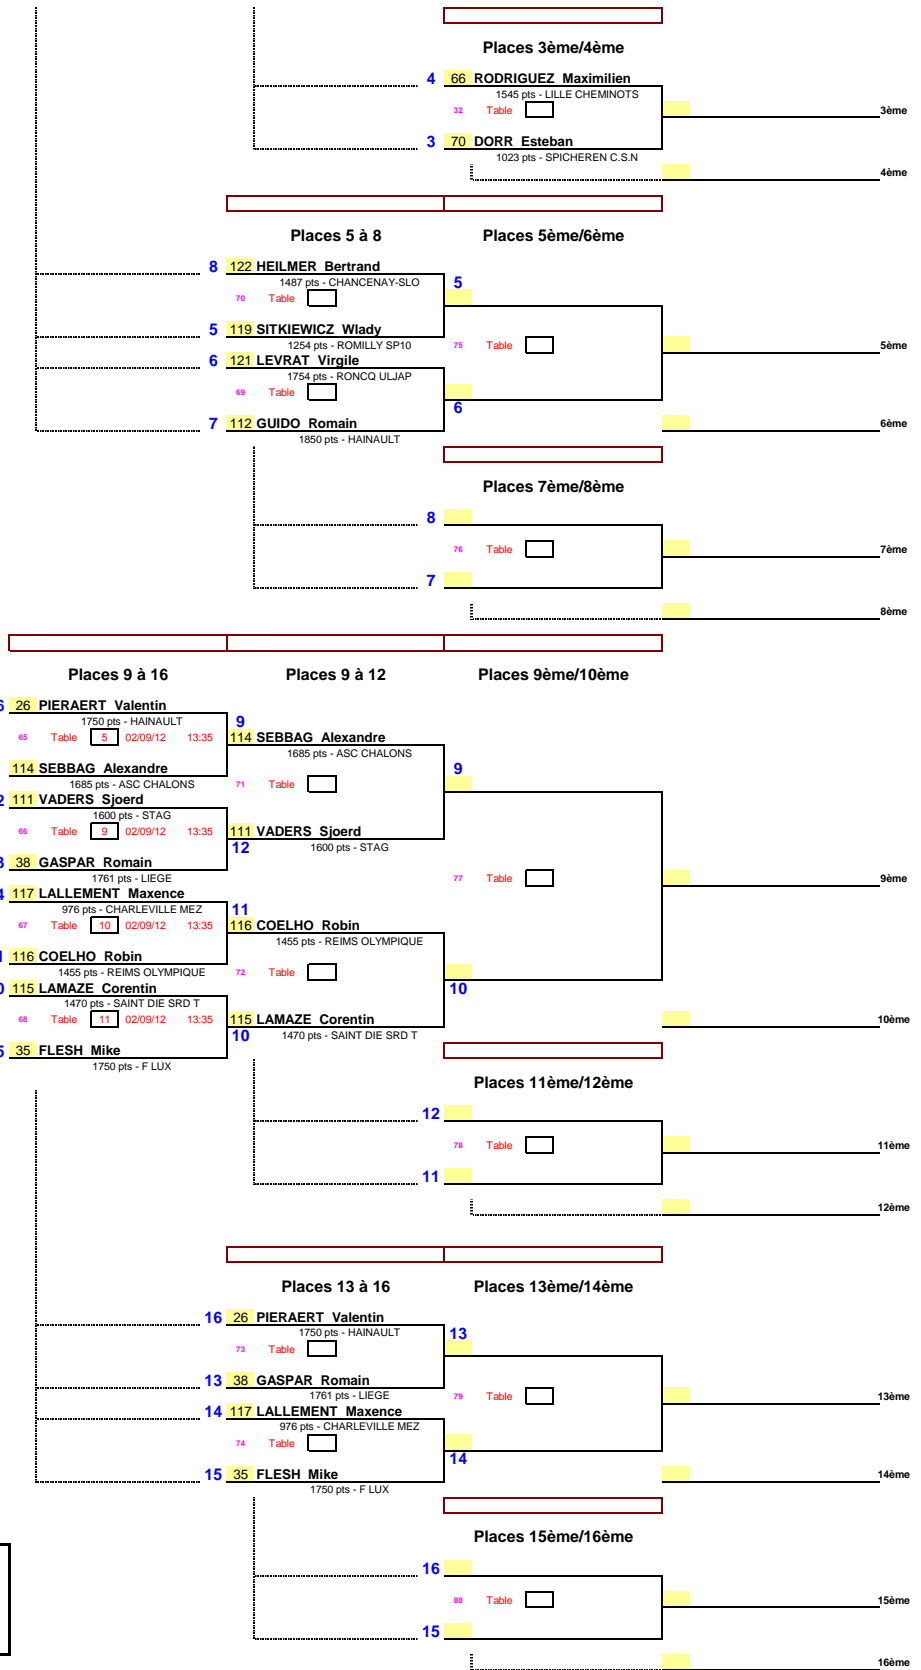 Places 3ème/4ème
4 66 RODRIGUEZ Maximilien
1545 pts - LILLE CHEMINOTS
32 Table 3ème
3 70 DORR Esteban
1023 pts - SPICHEREN C.S.N
4ème
Places 5 à 8 Places 5ème/6ème
8 122 HEILMER Bertrand
1487 pts - CHANCENAY-SLO 5
70 Table
5 119 SITKIEWICZ Wlady
1254 pts - ROMILLY SP10 75 Table 5ème
6 121 LEVRAT Virgile
1754 pts - RONCQ ULJAP
69 Table
6
7 112 GUIDO Romain 6ème
1850 pts - HAINAULT
Places 7ème/8ème
8
76 Table 7ème
7
8ème
Places 9 à 16 Places 9 à 12 Places 9ème/10ème
6 26 PIERAERT Valentin
1750 pts - HAINAULT 9
65 Table 5 02/09/12 13:35 114 SEBBAG Alexandre
1685 pts - ASC CHALONS
114 SEBBAG Alexandre 9
1685 pts - ASC CHALONS 71 Table
2 111 VADERS Sjoerd
1600 pts - STAG
66 Table 9 02/09/12 13:35 111 VADERS Sjoerd
12 1600 pts - STAG
3 38 GASPAR Romain
1761 pts - LIEGE 77 Table 9ème
4 117 LALLEMENT Maxence
976 pts - CHARLEVILLE MEZ 11
67 Table 10 02/09/12 13:35 116 COELHO Robin
1455 pts - REIMS OLYMPIQUE
1 116 COELHO Robin
1455 pts - REIMS OLYMPIQUE 72 Table
0 115 LAMAZE Corentin 10
1470 pts - SAINT DIE SRD T
68 Table 11 02/09/12 13:35 115 LAMAZE Corentin 10ème
10 1470 pts - SAINT DIE SRD T
5 35 FLESH Mike
1750 pts - F LUX
Places 11ème/12ème
12
78 Table 11ème
11
12ème
Places 13 à 16 Places 13ème/14ème
16 26 PIERAERT Valentin
1750 pts - HAINAULT 13
73 Table
13 38 GASPAR Romain
1761 pts - LIEGE 79 Table 13ème
14 117 LALLEMENT Maxence
976 pts - CHARLEVILLE MEZ
74 Table
14
15 35 FLESH Mike 14ème
1750 pts - F LUX
Places 15ème/16ème
16
80 Table 15ème
15
16ème